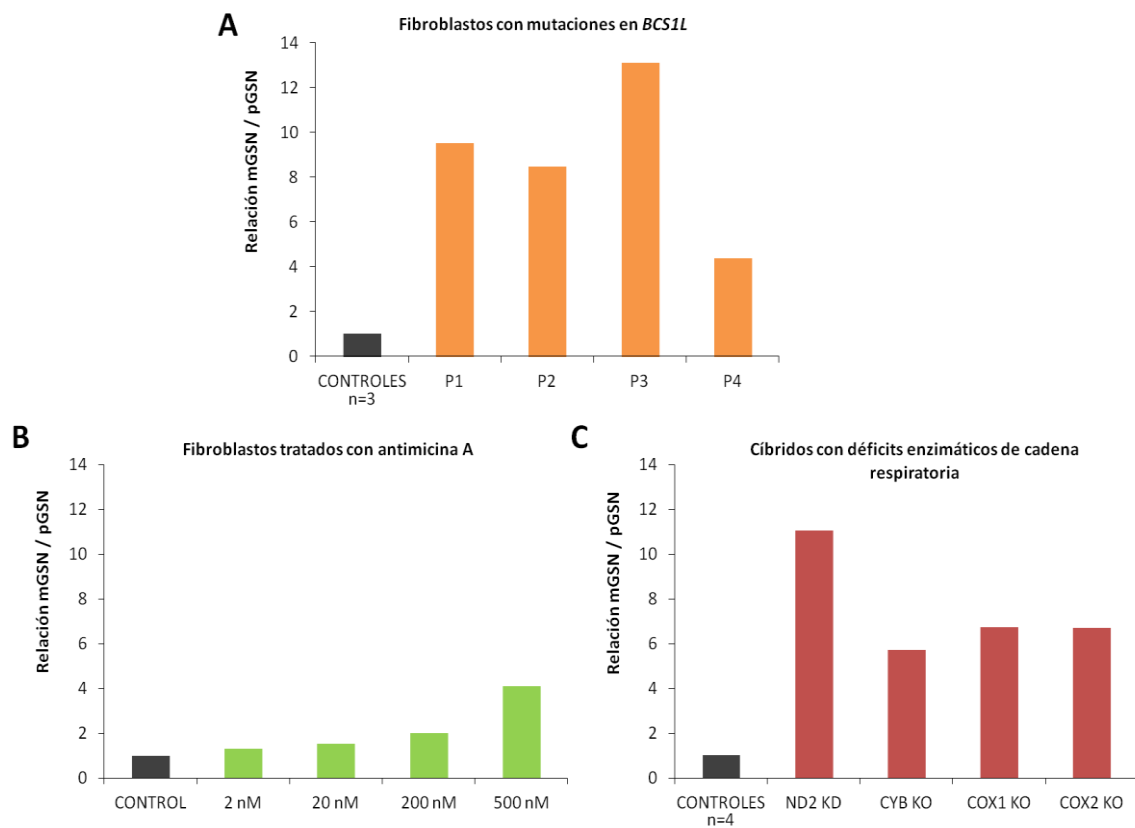 A
Fibroblastos con mutaciones en BCS1L
Relación mGSN / pGSN
14
12
10
8
6
4
2
0
CONTROLES
n=3
P1
P2
P3
P4
B
Fibroblastos tratados con antimicina A
Relación mGSN / pGSN
14
12
10
8
6
4
2
0
CONTROL
2 nM
20 nM
200 nM
500 nM
C
Cíbridos con déficits enzimáticos de cadena
respiratoria
Relación mGSN / pGSN
14
12
10
8
6
4
2
0
CONTROLES
n=4
ND2 KD
CYB KO
COX1 KO
COX2 KO